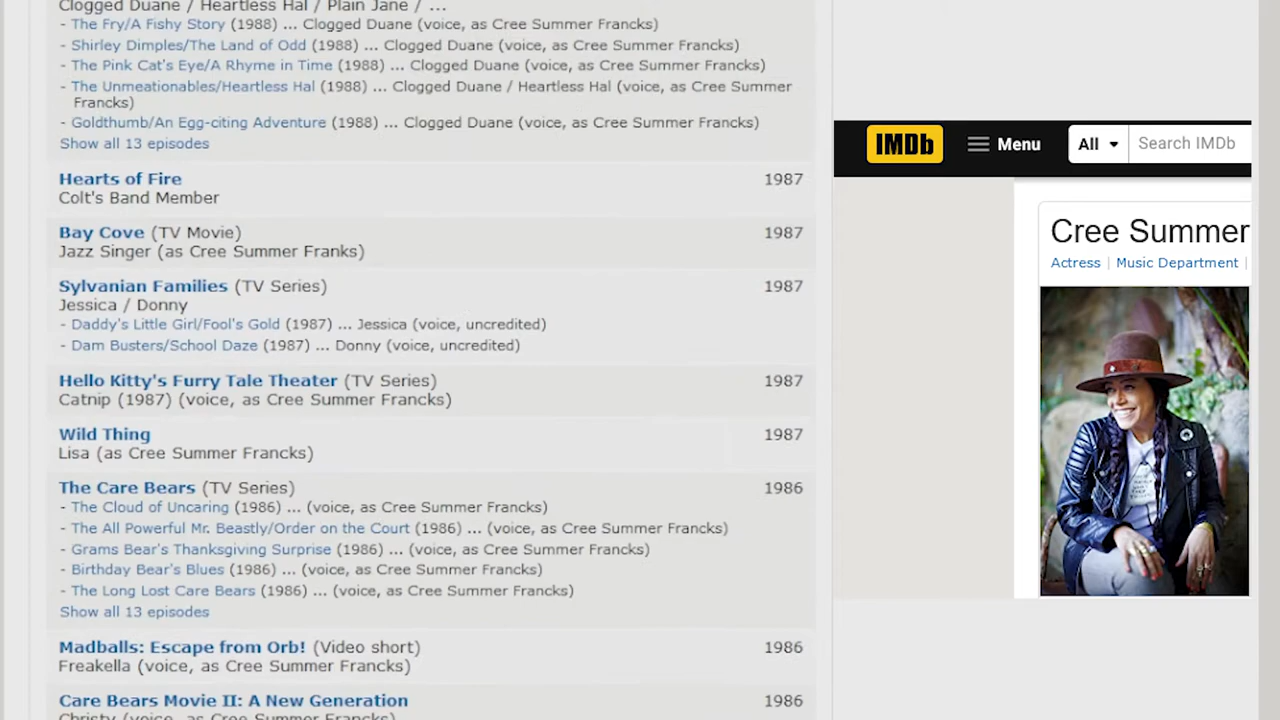 Clogged Duane / Heartless Hal / Plain Jane / ...
- The Fry/A Fishy Story (1988) ... Clogged Duane (voice, as Cree Summer Francks)
- Shirley Dimples/The Land of Odd (1988) ... Clogged Duane (voice, as Cree Summer Francks)
- The Pink Cat's Eye/A Rhyme in Time (1988) ... Clogged Duane (voice, as Cree Summer Francks)
- The Unmeationables/Heartless Hal (1988) ... Clogged Duane / Heartless Hal (voice, as Cree Summer
Francks)
- Goldthumb/An Egg-citing Adventure (1988) ... Clogged Duane (voice, as Cree Summer Francks)
Show all 13 episodes
Hearts of Fire 1987
Colt's Band Member
Bay Cove (TV Movie) 1987
Jazz Singer (as Cree Summer Franks)
Sylvanian Families (TV Series) 1987
Jessica / Donny
- Daddy's Little Girl/Fool's Gold (1987) ... Jessica (voice, uncredited)
- Dam Busters/School Daze (1987) ... Donny (voice, uncredited)
Hello Kitty's Furry Tale Theater (TV Series) 1987
Catnip (1987) (voice, as Cree Summer Francks)
Wild Thing 1987
Lisa (as Cree Summer Francks)
The Care Bears (TV Series) 1986
- The Cloud of Uncaring (1986) ... (voice, as Cree Summer Francks)
- The All Powerful Mr. Beastly/Order on the Court (1986) ... (voice, as Cree Summer Francks)
- Grams Bear's Thanksgiving Surprise (1986) ... (voice, as Cree Summer Francks)
- Birthday Bear's Blues (1986) ... (voice, as Cree Summer Francks)
- The Long Lost Care Bears (1986) ... (voice, as Cree Summer Francks)
Show all 13 episodes
Madballs: Escape from Orb! (Video short) 1986
Freakella (voice, as Cree Summer Francks)
Care Bears Movie II: A New Generation 1986
Christy (voice, as Cree Summer Francks)
IMDb Menu All Search IMDb
Cree Summer
Actress | Music Department |